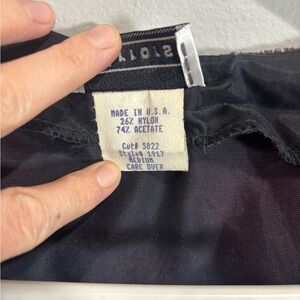 MADE IN U.S.A.
26% NYLON
74% ACETATE
Cut# 5822
Style# 1917
MEDIUM
CARE OVER